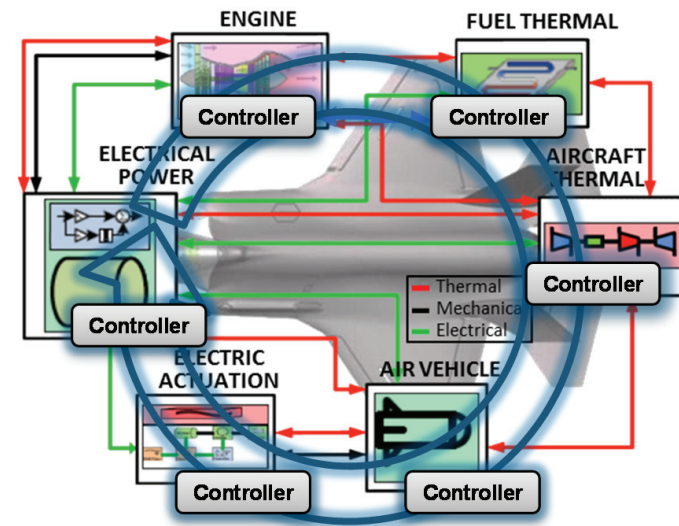 ENGINE
FUEL THERMAL
Controller
Controller
ELECTRICAL
POWER
AIRCRAFT
THERMAL
Controller
Thermal
Mechanica
Electrical
Controller
ELECTRIC
ACTUATION
AIR VEHICLE
Controller
Controller